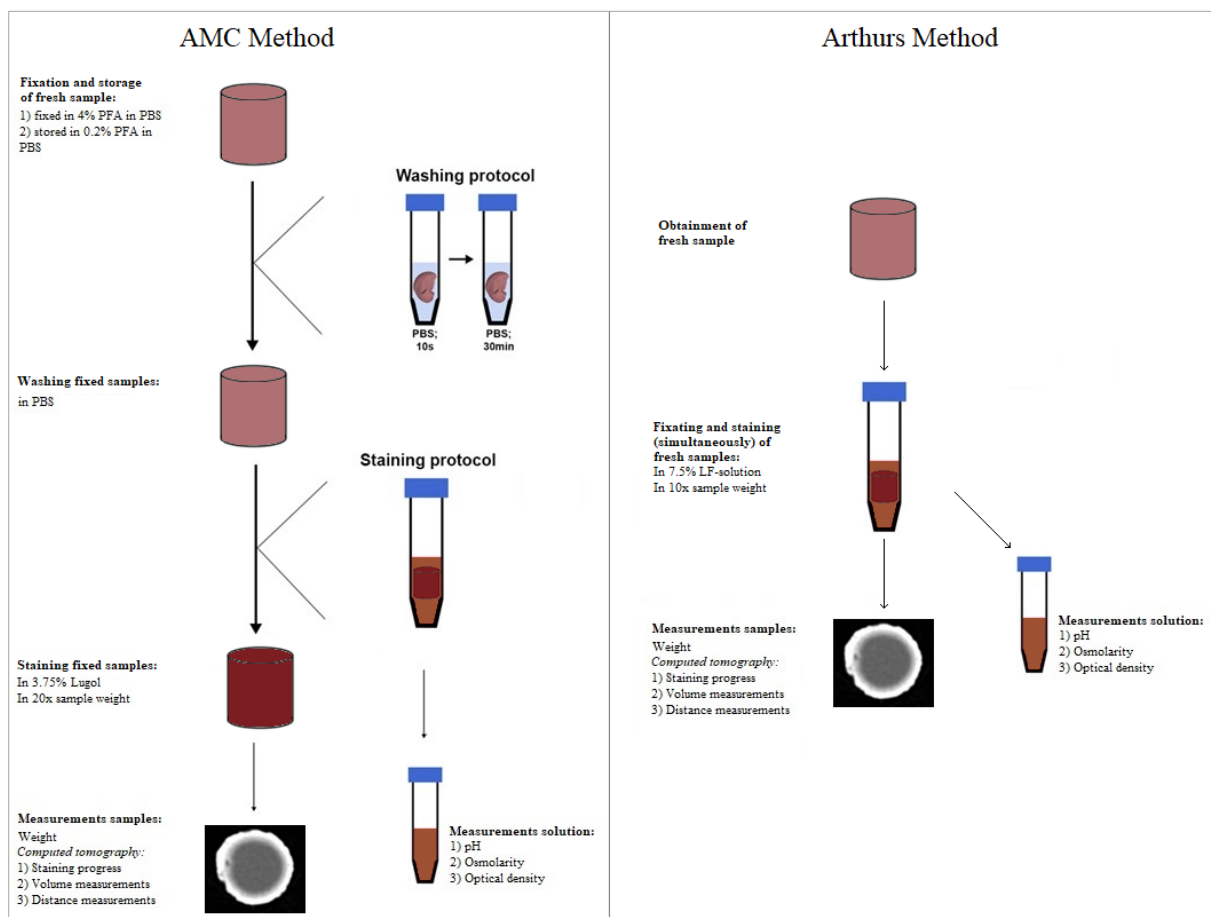 AMC Method
Fixation and storage
of fresh sample:
1) fixed in 4% PFA in PBS
2) stored in 0.2% PFA in
PBS
Washing protocol
PBS;
10s
PBS;
30min
Washing fixed samples:
in PBS
Staining protocol
Staining fixed samples:
In 3.75% Lugol
In 20x sample weight
Measurements samples:
Weight
Computed tomography:
1) Staining progress
2) Volume measurements
3) Distance measurements
Measurements solution:
1) pH
2) Osmolarity
3) Optical density
Arthurs Method
Obtainment of
fresh sample
Fixating and staining
(simultaneously) of
fresh samples:
In 7.5% LF-solution
In 10x sample weight
Measurements samples:
Weight
Computed tomography:
1) Staining progress
2) Volume measurements
3) Distance measurements
Measurements solution:
1) pH
2) Osmolarity
3) Optical density